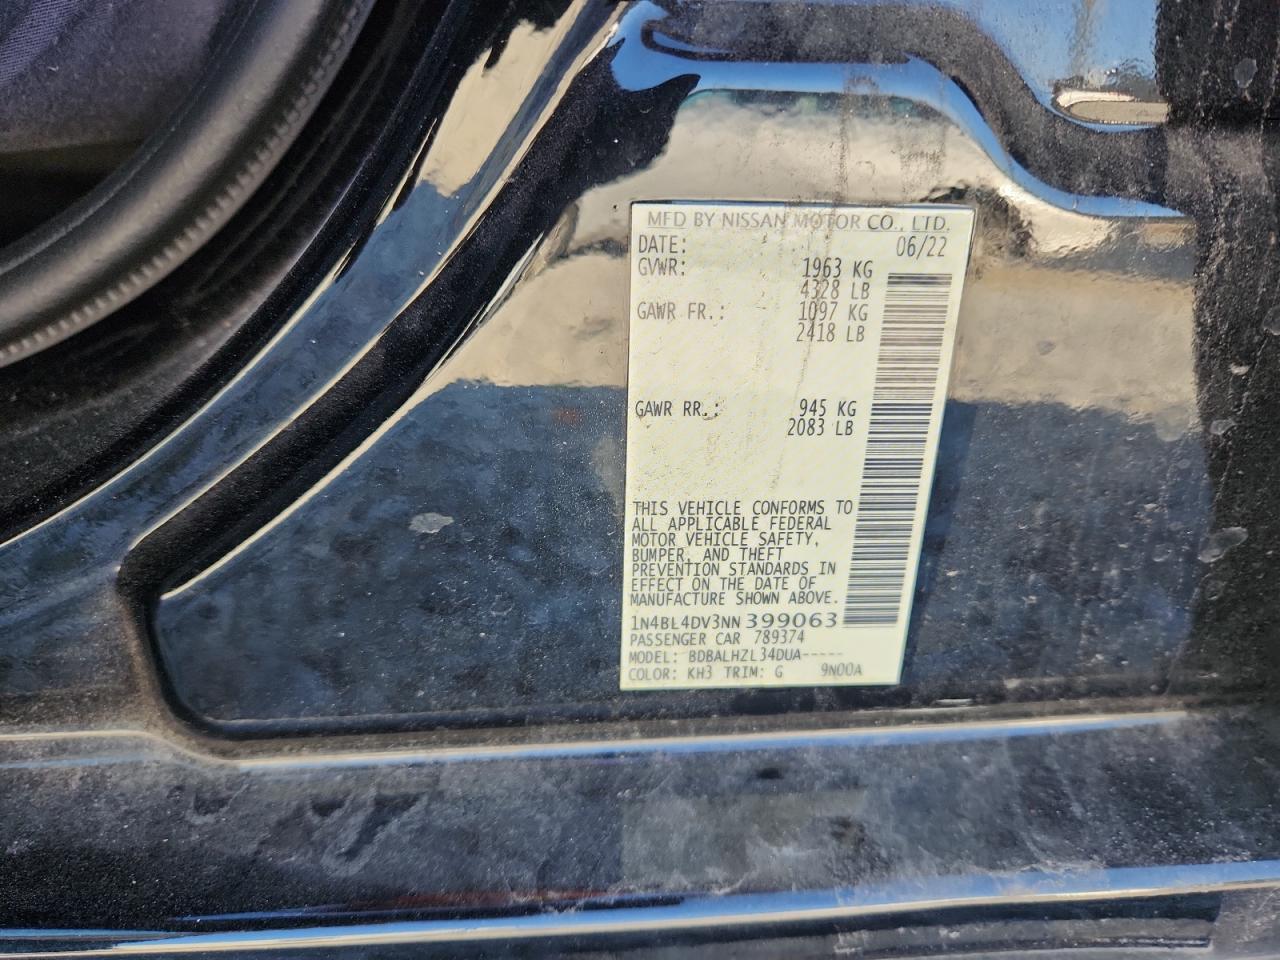 MFD BY NISSAN MOTOR CO., LTD.
DATE: 06/22
GVWR: 1963 KG
4328 LB
GAWR FR.: 1097 KG
2418 LB
GAWR RR.: 945 KG
2083 LB
THIS VEHICLE CONFORMS TO
ALL APPLICABLE FEDERAL
MOTOR VEHICLE SAFETY,
BUMPER, AND THEFT
PREVENTION STANDARDS IN
EFFECT ON THE DATE OF
MANUFACTURE SHOWN ABOVE.
1N4BL4DV3NN399063
PASSENGER CAR 789374
MODEL: BDBALHZL34DUA-----
COLOR: KH3 TRIM: G 9N00A